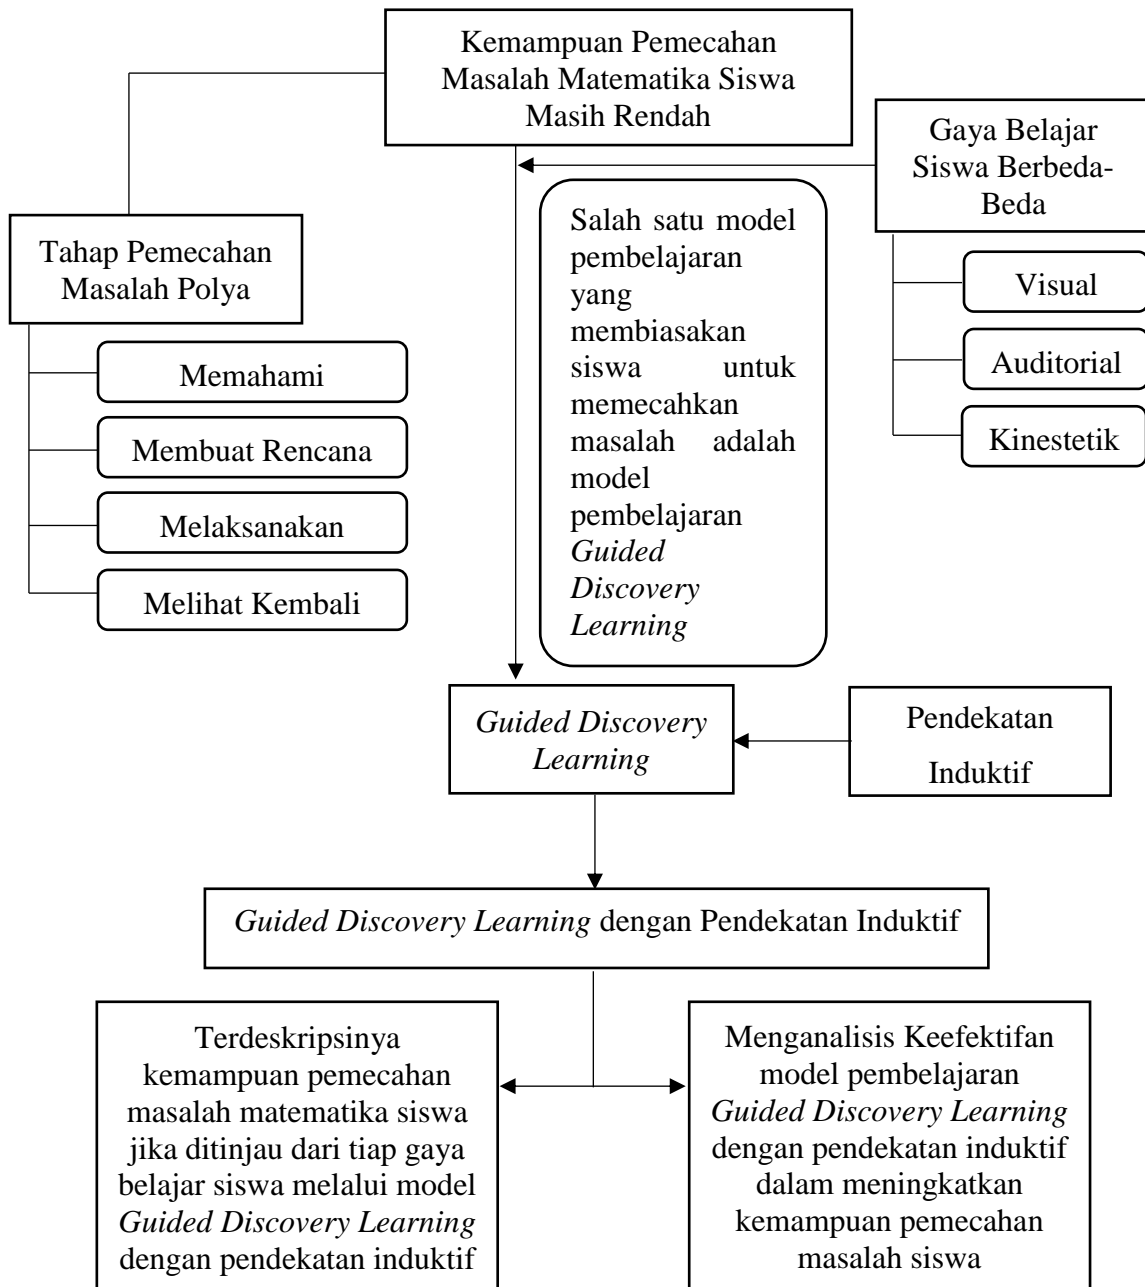 Kemampuan Pemecahan
Masalah Matematika Siswa
Masih Rendah
Gaya Belajar
Siswa Berbeda-
Beda
Visual
Auditorial
Kinestetik
Tahap Pemecahan
Masalah Polya
Memahami
Membuat Rencana
Melaksanakan
Melihat Kembali
Salah satu model
pembelajaran
yang
membiasakan
siswa untuk
memecahkan
masalah adalah
model
pembelajaran
Guided
Discovery
Learning
Guided Discovery
Learning
Pendekatan
Induktif
Guided Discovery Learning dengan Pendekatan Induktif
Terdeskripsinya
kemampuan pemecahan
masalah matematika siswa
jika ditinjau dari tiap gaya
belajar siswa melalui model
Guided Discovery Learning
dengan pendekatan induktif
Menganalisis Keefektifan
model pembelajaran
Guided Discovery Learning
dengan pendekatan induktif
dalam meningkatkan
kemampuan pemecahan
masalah siswa